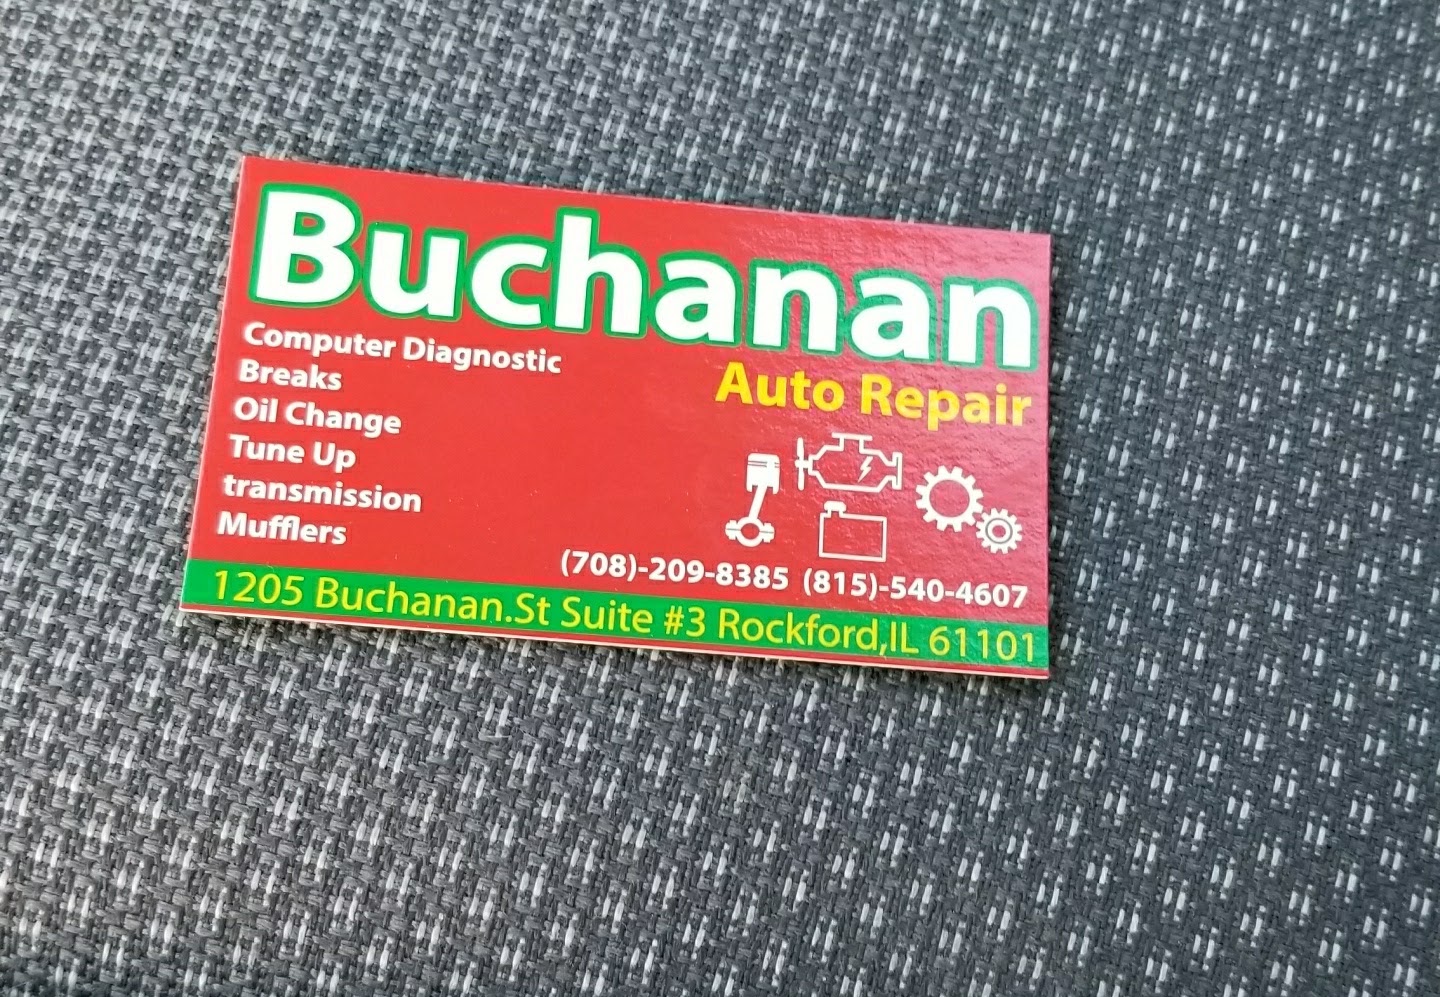 Buchanan
Auto Repair
Computer Diagnostic
Breaks
Oil Change
Tune Up
transmission
Mufflers
(708)-209-8385 (815)-540-4607
1205 Buchanan.St Suite #3 Rockford,IL 61101